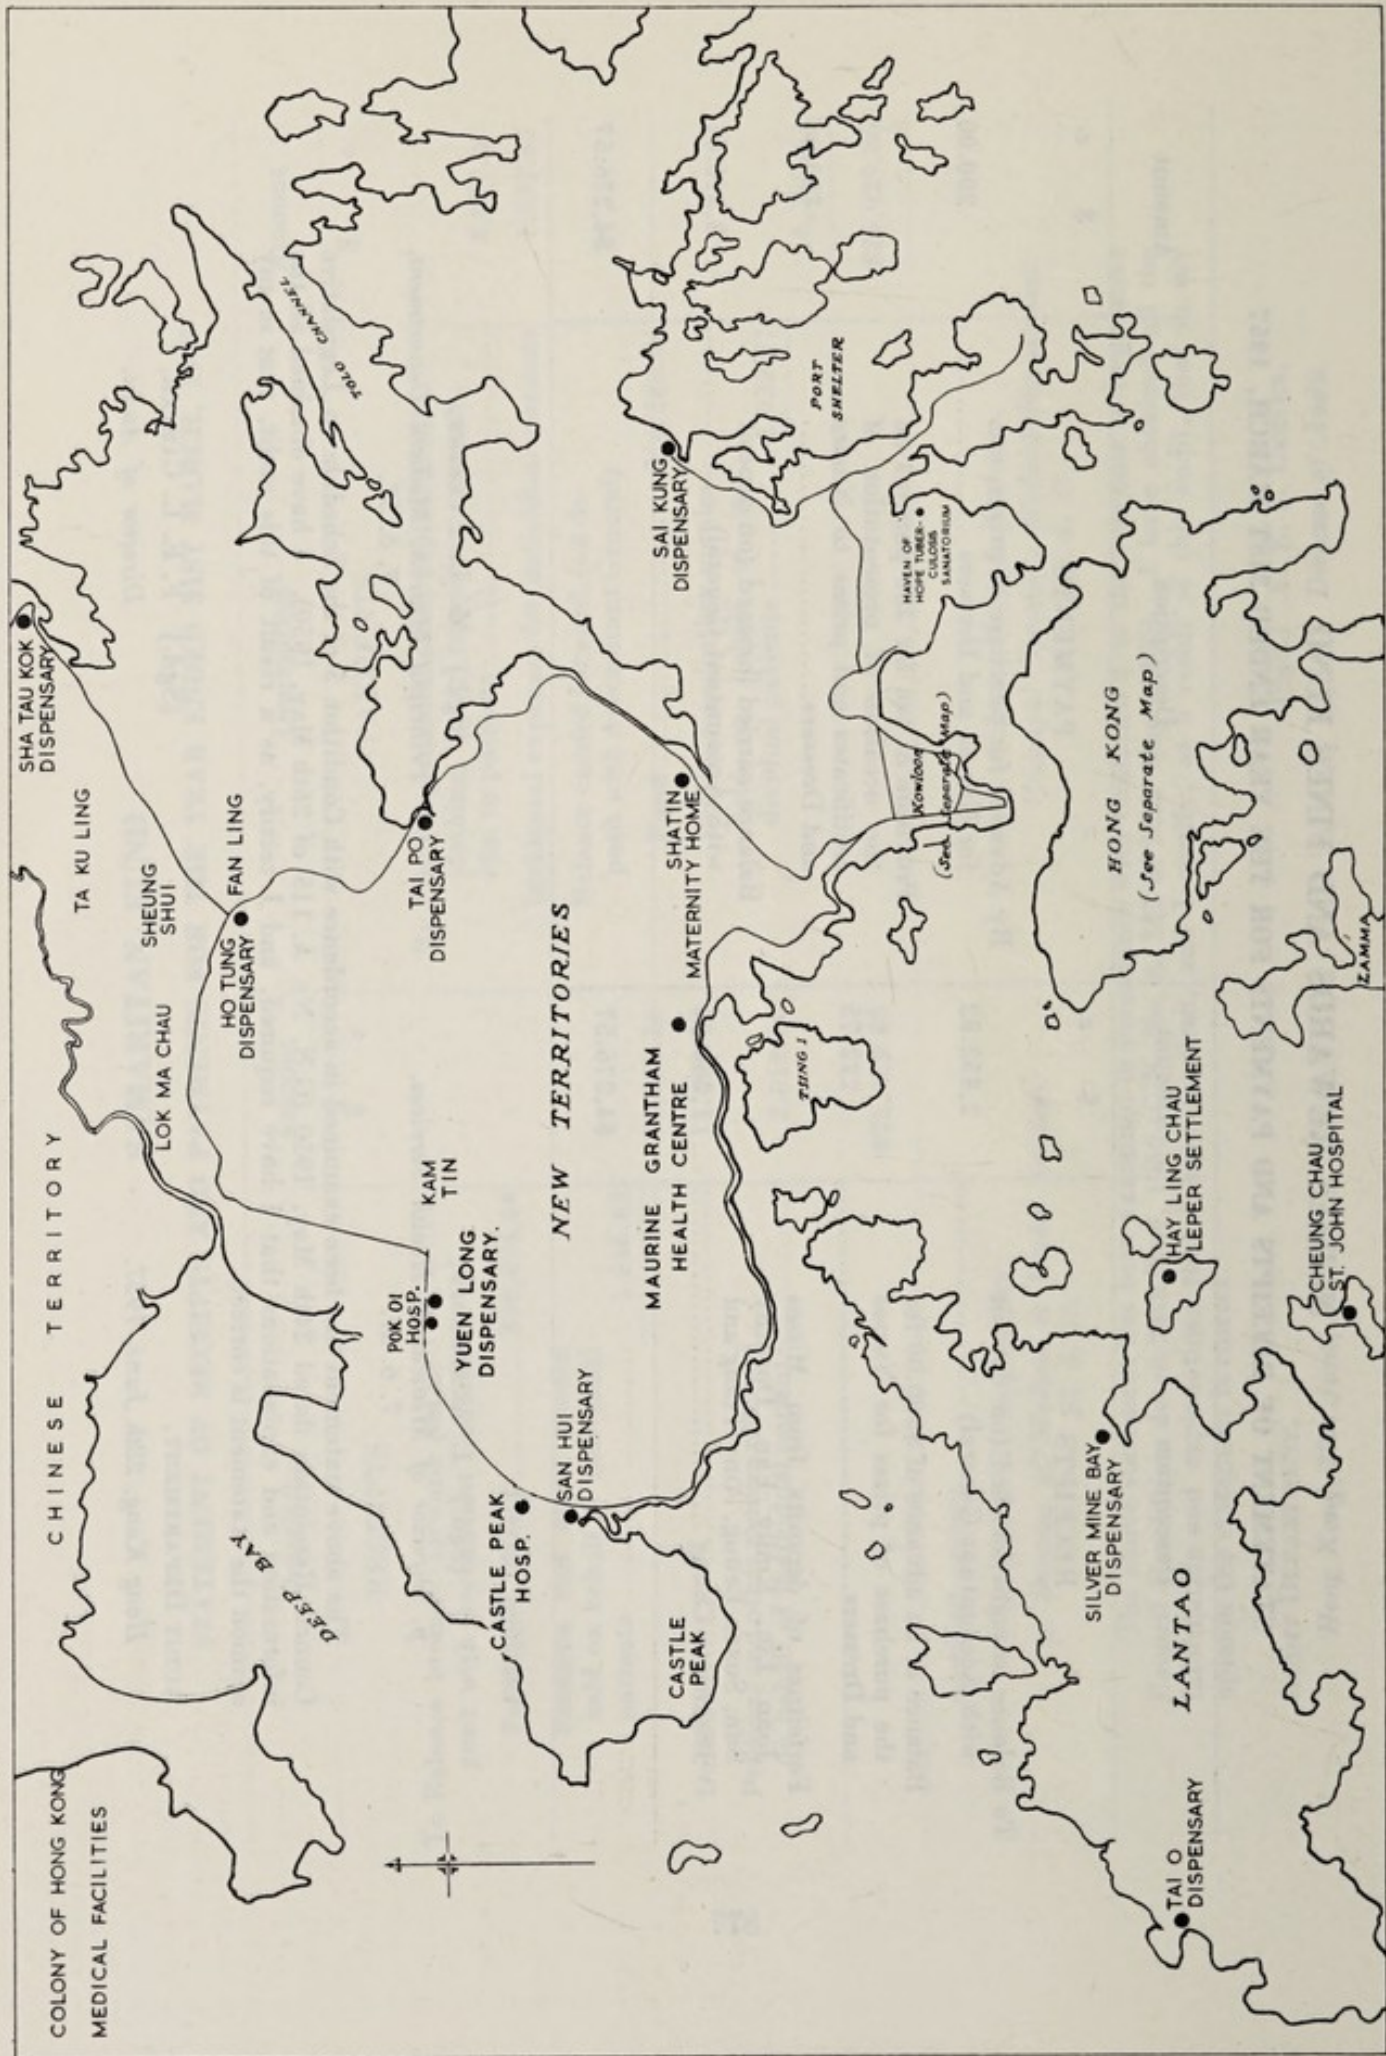 COLONY OF HONG KONG
MEDICAL FACILITIES
CHINESE TERRITORY
DEEP BAY
LOK MA CHAU
TA KU LING
SHEUNG
SHUI
SHA TAU KOK
DISPENSARY
HO TUNG
DISPENSARY
FAN LING
TOLO CHANNEL
TAI PO
DISPENSARY
POK OI
HOSP.
YUEN LONG
DISPENSARY.
KAM
TIN
CASTLE PEAK
HOSP.
SAN HUI
DISPENSARY
NEW TERRITORIES
CASTLE
PEAK
MAURINE GRANTHAM
HEALTH CENTRE
SHATIN
MATERNITY HOME
SAI KUNG
DISPENSARY
PORT
SHELTER
TSING I
HAVEN OF
HOPE TUBER-
CULOSIS
SANATORIUM
Kowloon
(See Separate Map)
HONG KONG
(See Separate Map)
SILVER MINE BAY
DISPENSARY
HAY LING CHAU
LEPER SETTLEMENT
TAI O
DISPENSARY
LANTAO
CHEUNG CHAU
ST. JOHN HOSPITAL
ZAMMA